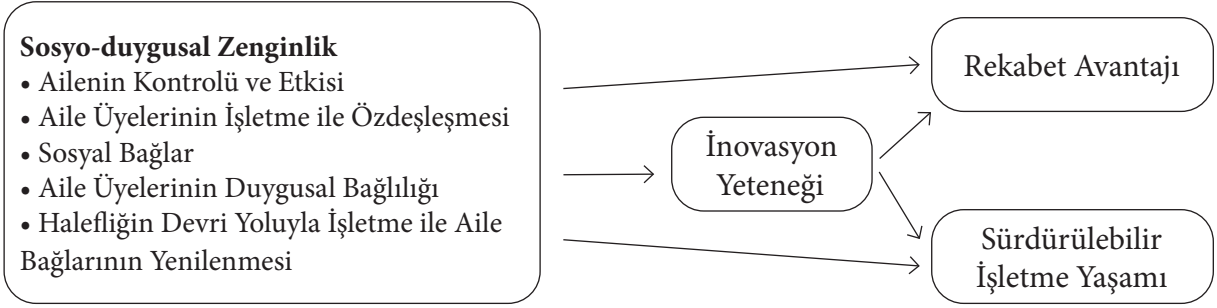 Sosyo-duygusal Zenginlik
• Ailenin Kontrolü ve Etkisi
• Aile Üyelerinin İşletme ile Özdeşleşmesi
• Sosyal Bağlar
• Aile Üyelerinin Duygusal Bağlılığı
• Halefliğin Devri Yoluyla İşletme ile Aile
Bağlarının Yenilenmesi
İnovasyon
Yeteneği
Rekabet Avantajı
Sürdürülebilir
İşletme Yaşamı